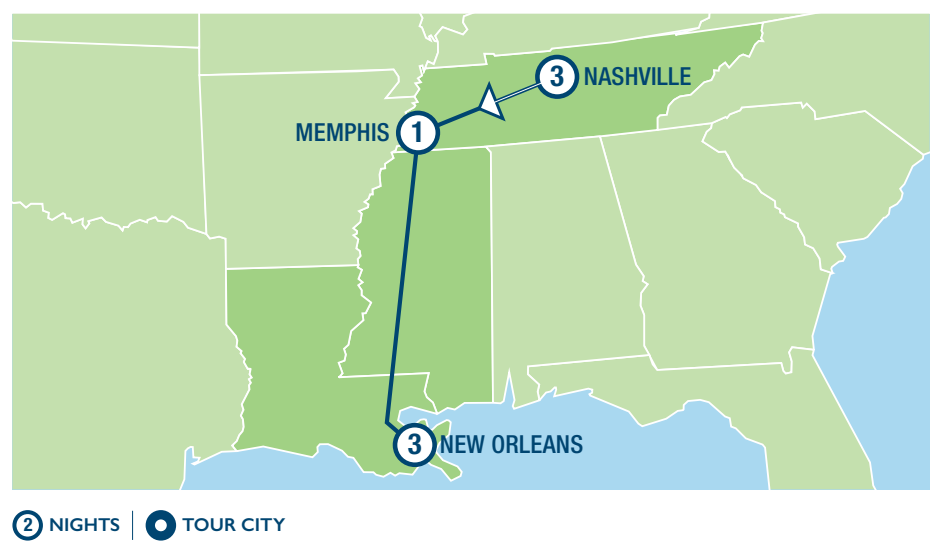 3 NASHVILLE
MEMPHIS 1
3 NEW ORLEANS
2 NIGHTS TOUR CITY